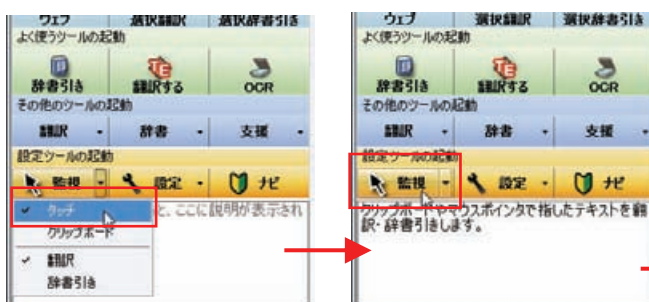 ウェブ 選択翻訳 選択辞書引き
よく使うツールの起動
辞書引き 翻訳する OCR
その他のツールの起動
翻訳 辞書 支援
設定ツールの起動
監視 設定 ナビ
タッチ
と、ここに説明が表示され
クリップボード
翻訳
辞書引き
ウェブ 選択翻訳 選択辞書引き
よく使うツールの起動
辞書引き 翻訳する OCR
その他のツールの起動
翻訳 辞書 支援
設定ツールの起動
監視 設定 ナビ
クリップボードやマウスポインタで指したテキストを翻
訳・辞書引きします。